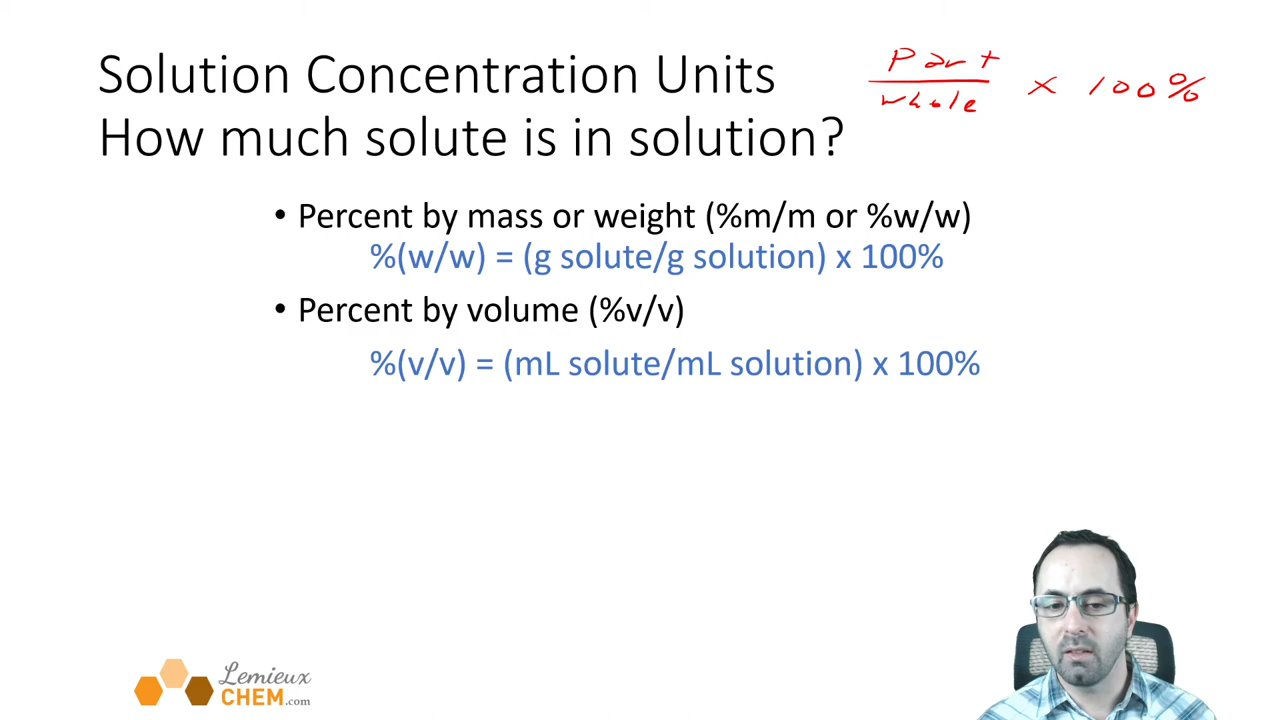 Solution Concentration Units
How much solute is in solution?
Part
whole
x 100%
• Percent by mass or weight (%m/m or %w/w)
%(w/w) = (g solute/g solution) x 100%
• Percent by volume (%v/v)
%(v/v) = (mL solute/mL solution) x 100%
Lemieux
CHEM.com